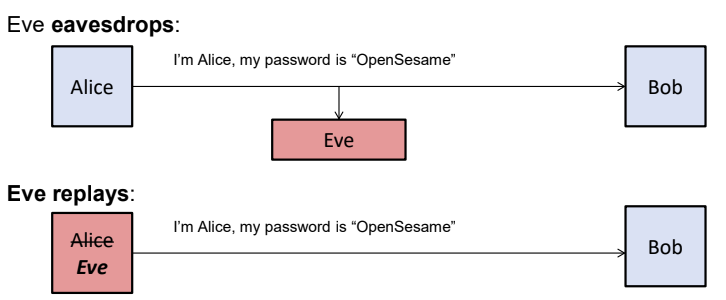 Eve eavesdrops:
I'm Alice, my password is “OpenSesame”
Alice
Bob
Eve
Eve replays:
I'm Alice, my password is “OpenSesame”
Alice
Eve
Bob